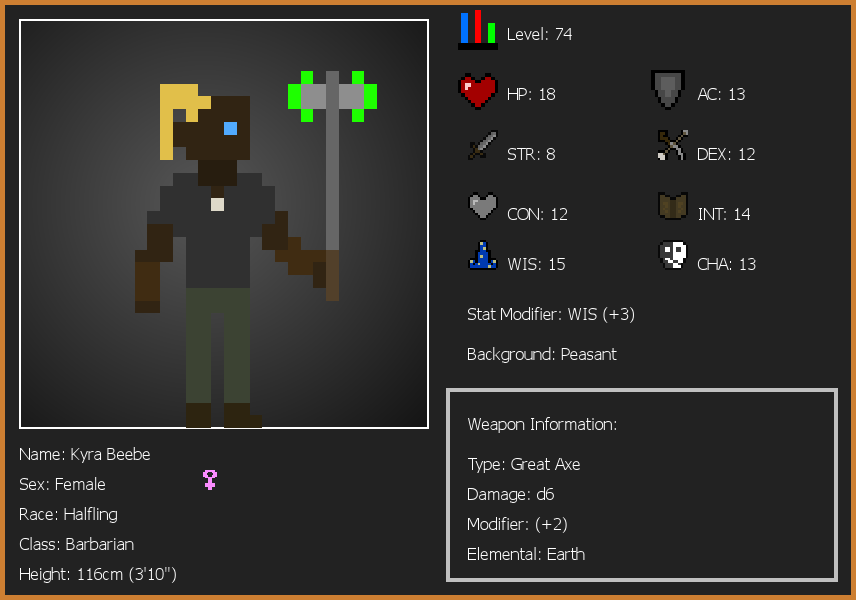 Level: 74
HP: 18
AC: 13
STR: 8
DEX: 12
CON: 12
INT: 14
WIS: 15
CHA: 13
Stat Modifier: WIS (+3)
Background: Peasant
Weapon Information:
Type: Great Axe
Damage: d6
Modifier: (+2)
Elemental: Earth
Name: Kyra Beebe
Sex: Female
Race: Halfling
Class: Barbarian
Height: 116cm (3'10")